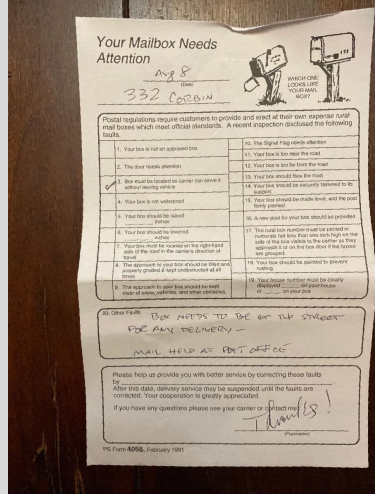 Your Mailbox Needs
Attention
Aug 8
(Date)
332 CORBIN
WHICH ONE
LOOKS LIKE
YOUR MAIL
BOX?
Postal regulations require customers to provide and erect at their own expense rural
mail boxes which meet official standards. A recent inspection disclosed the following
faults.
1. Your box is not an approved box
2. The door needs attention
3. Box must be located so carrier can serve it
without leaving vehicle
4. Your box is not waterproof
5. Your box should be raised
inches
6. Your box should be lowered
inches
7. Your box must be located on the right-hand
side of the road in the carrier's direction of
travel
8. The approach to your box should be filled and
properly graded & kept unobstructed at all
times
9. The approach to your box should be kept
clear of snow, vehicles, and other obstacles
10. The Signal Flag needs attention
11. Your box is too near the road
12. Your box is too far from the road
13. Your box should face the road
14. Your box should be securely fastened to its
support
15. Your box should be made level, and the post
firmly planted
16. A new post for your box should be provided
17. The rural box number must be painted in
numerals not less than one inch high on the
side of the box visible to the carrier as they
approach it or on the box door if the boxes
are grouped
18. Your box should be painted to prevent
rusting
19. Your house number must be clearly
displayed on your house
or on your box
20. Other Faults
BOX NEEDS TO BE ON THE STREET
FOR ANY DELIVERY -
MAIL HELD AT POST OFFICE
Please help us provide you with better service by correcting these faults
by
After this date, delivery service may be suspended until the faults are
corrected. Your cooperation is greatly appreciated.
If you have any questions please see your carrier or contact me.
Thanks!
(Postmaster)
PS Form 4056, February 1991